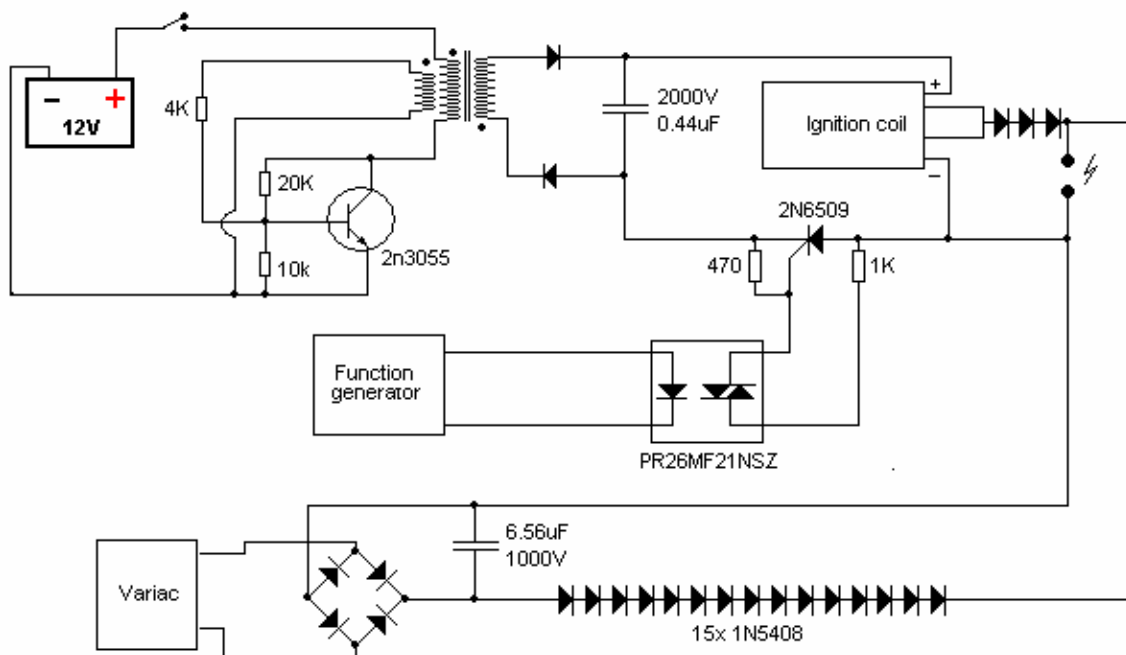 - +
12V
4K
20K
10k
2n3055
2000V
0.44uF
+
Ignition coil
-
2N6509
470
1K
Function
generator
PR26MF21NSZ
6.56uF
1000V
Variac
15x 1N5408